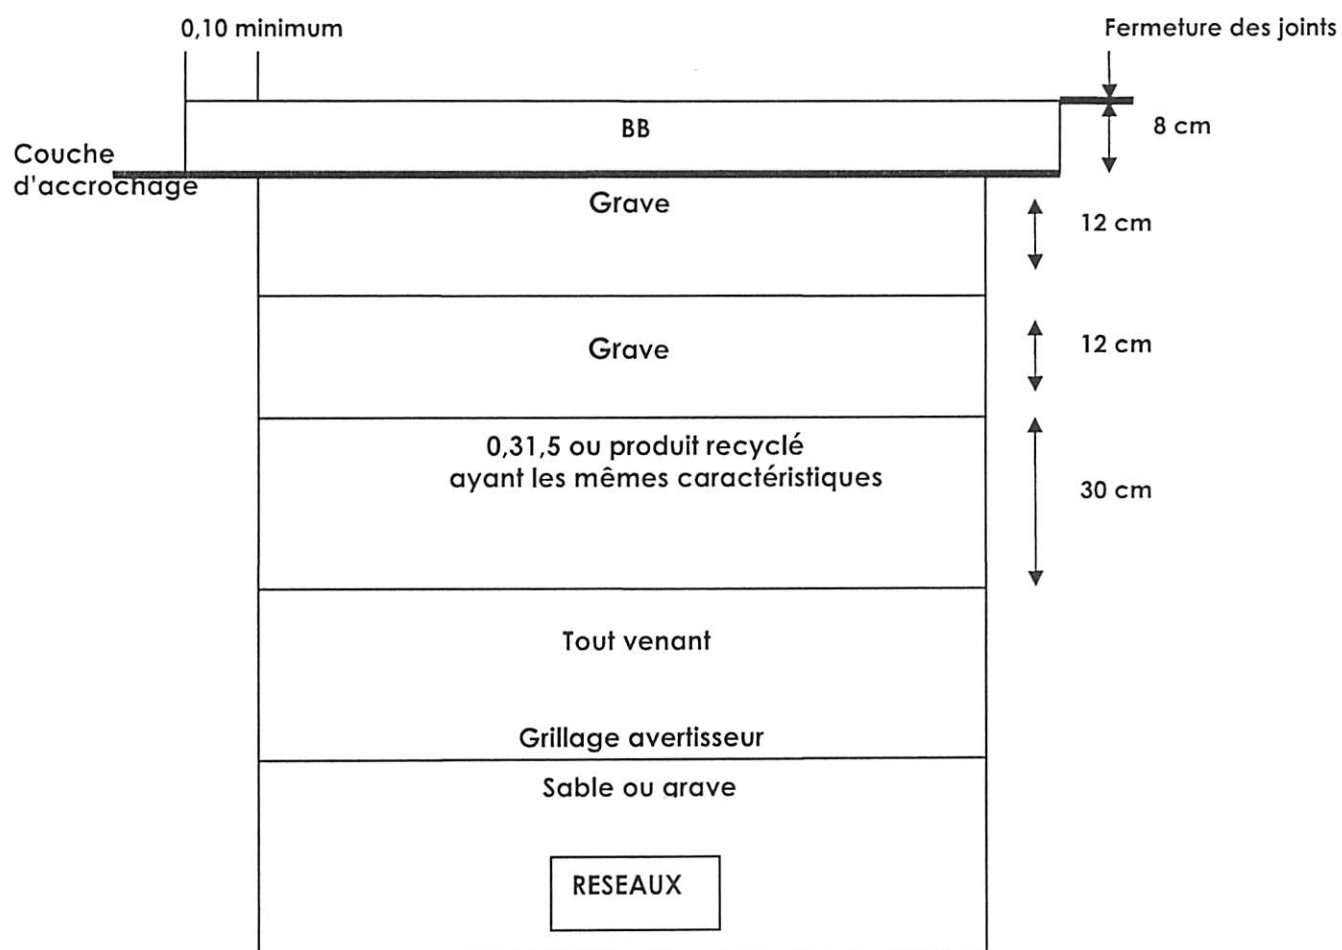 0,10 minimum
Fermeture des joints
BB
8 cm
Couche
d'accrochage
Grave
12 cm
Grave
12 cm
0,31,5 ou produit recyclé
ayant les mêmes caractéristiques
30 cm
Tout venant
Grillage avertisseur
Sable ou grave
RESEAUX